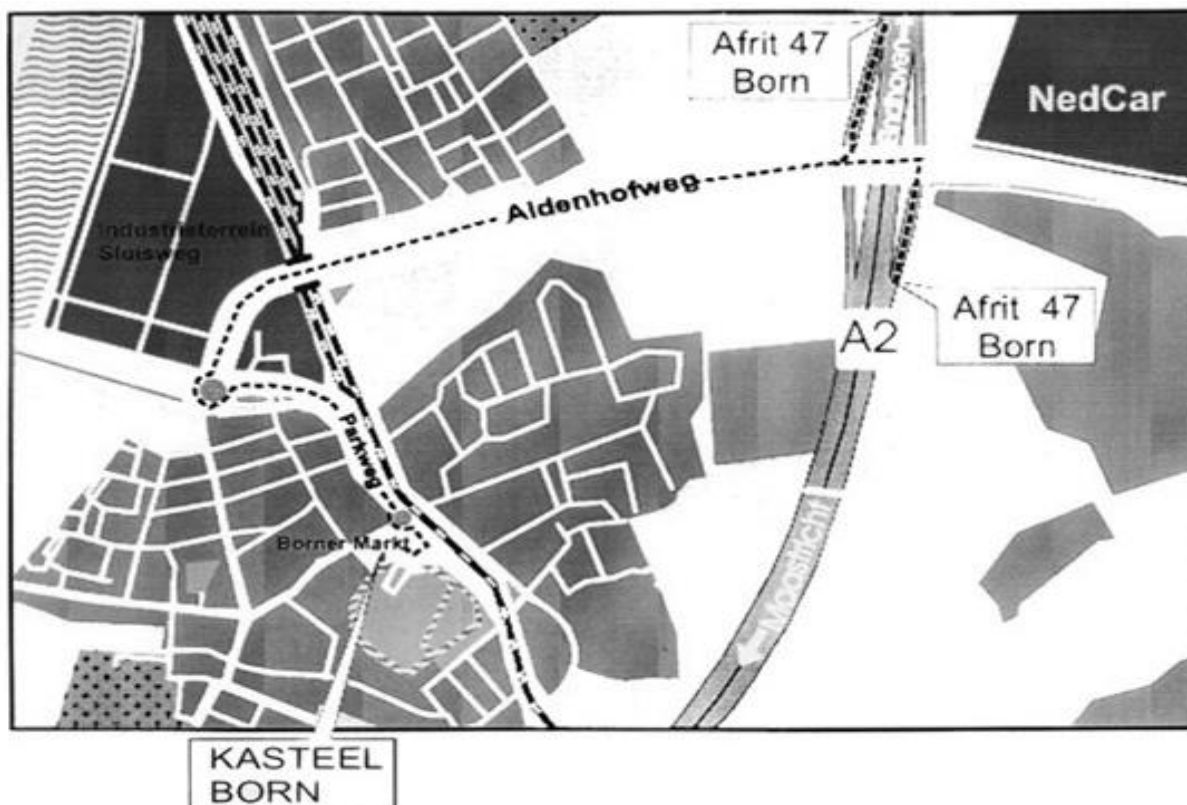 Afrit 47
Born
NedCar
Aldenhofweg
Industrieterrein
Sluisweg
Afrit 47
Born
A2
Parkweg
Borner Markt
Maastricht
KASTEEL
BORN